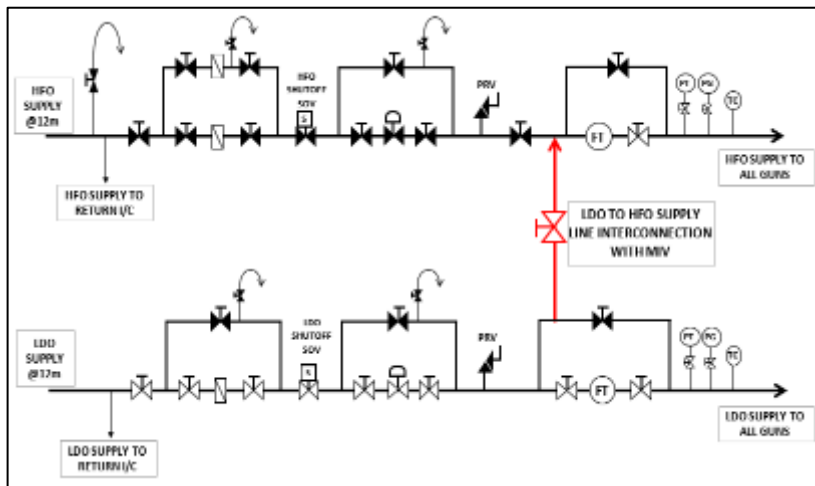 HFO
SUPPLY
@12m
HFO
SHUTOFF
SOV
S
PRV
FT
PT
PG
TE
HFO SUPPLY TO
RETURN I/C
HFO SUPPLY TO
ALL GUNS
LDO TO HFO SUPPLY
LINE INTERCONNECTION
WITH MIV
LDO
SUPPLY
@12m
LDO
SHUTOFF
SOV
S
PRV
FT
PT
PG
LDO SUPPLY TO
RETURN I/C
LDO SUPPLY TO
ALL GUNS